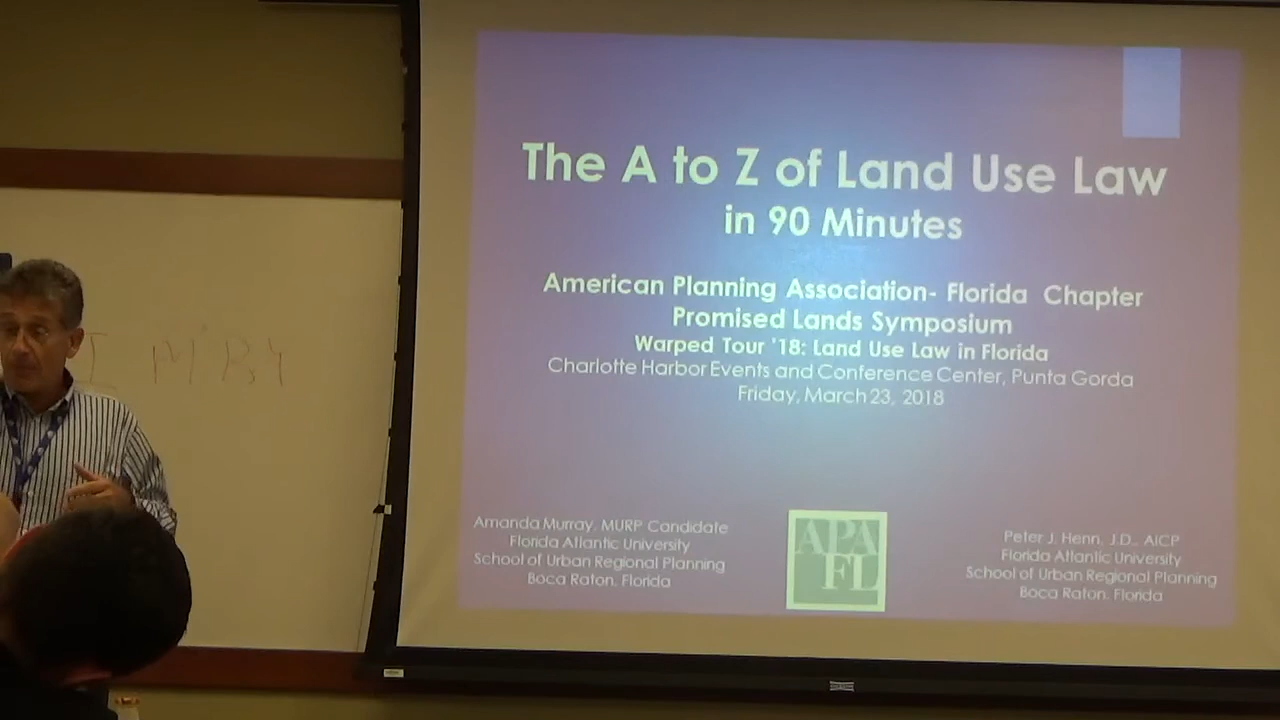 I M BY
The A to Z of Land Use Law
in 90 Minutes
American Planning Association- Florida Chapter
Promised Lands Symposium
Warped Tour '18: Land Use Law in Florida
Charlotte Harbor Events and Conference Center, Punta Gorda
Friday, March 23, 2018
Amanda Murray, MURP Candidate
Florida Atlantic University
School of Urban Regional Planning
Boca Raton, Florida
APA
FL
Peter J. Henn, J.D., AICP
Florida Atlantic University
School of Urban Regional Planning
Boca Raton, Florida